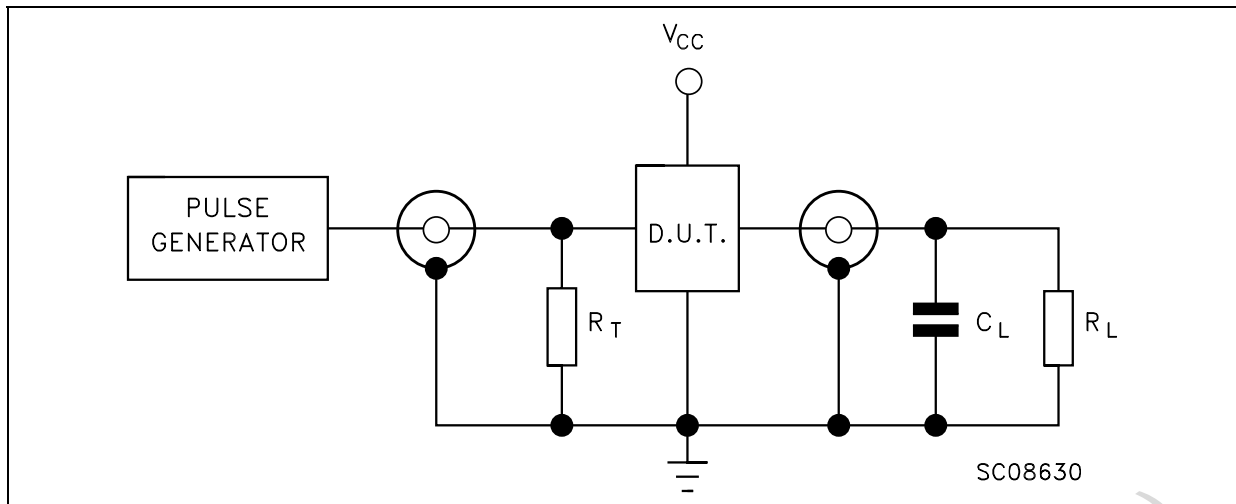 VCC
PULSE
GENERATOR
D.U.T.
RT
CL
RL
SC08630